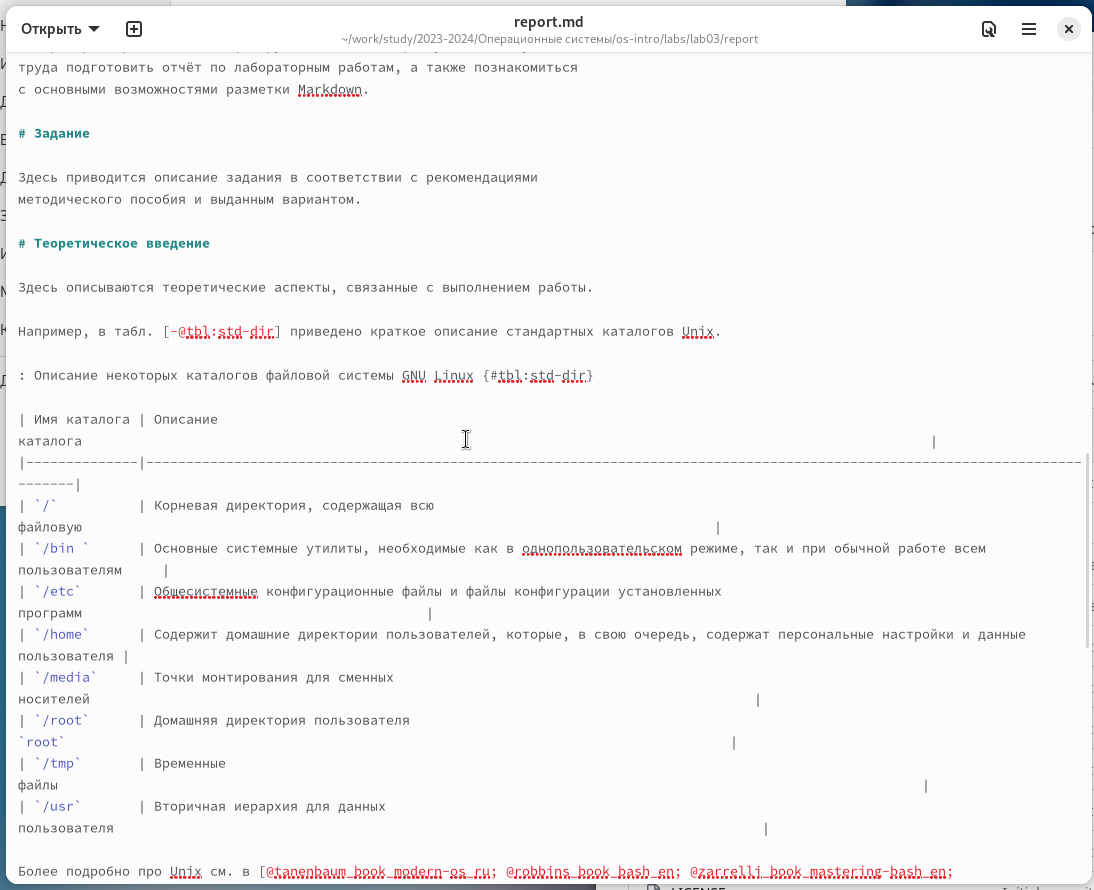 Открыть
report.md
~/work/study/2023-2024/Операционные системы/os-intro/labs/lab03/report
труда подготовить отчёт по лабораторным работам, а также познакомиться
с основными возможностями разметки Markdown.
# Задание
Здесь приводится описание задания в соответствии с рекомендациями
методического пособия и выданным вариантом.
# Теоретическое введение
Здесь описываются теоретические аспекты, связанные с выполнением работы.
Например, в табл. [-@tbl:std-dir] приведено краткое описание стандартных каталогов Unix.
: Описание некоторых каталогов файловой системы GNU Linux {#tbl:std-dir}
| Имя каталога | Описание
каталога |
|--------------|---------------------------------------------------------------------------------------------------------------------
-------|
| `/` | Корневая директория, содержащая всю
файловую |
| `/bin ` | Основные системные утилиты, необходимые как в однопользовательском режиме, так и при обычной работе всем
пользователям |
| `/etc` | Общесистемные конфигурационные файлы и файлы конфигурации установленных
программ |
| `/home` | Содержит домашние директории пользователей, которые, в свою очередь, содержат персональные настройки и данные
пользователя |
| `/media` | Точки монтирования для сменных
носителей |
| `/root` | Домашняя директория пользователя
`root` |
| `/tmp` | Временные
файлы |
| `/usr` | Вторичная иерархия для данных
пользователя |
Более подробно про Unix см. в [@tanenbaum_book_modern-os_ru; @robbins_book_bash_en; @zarrelli_book_mastering-bash_en;